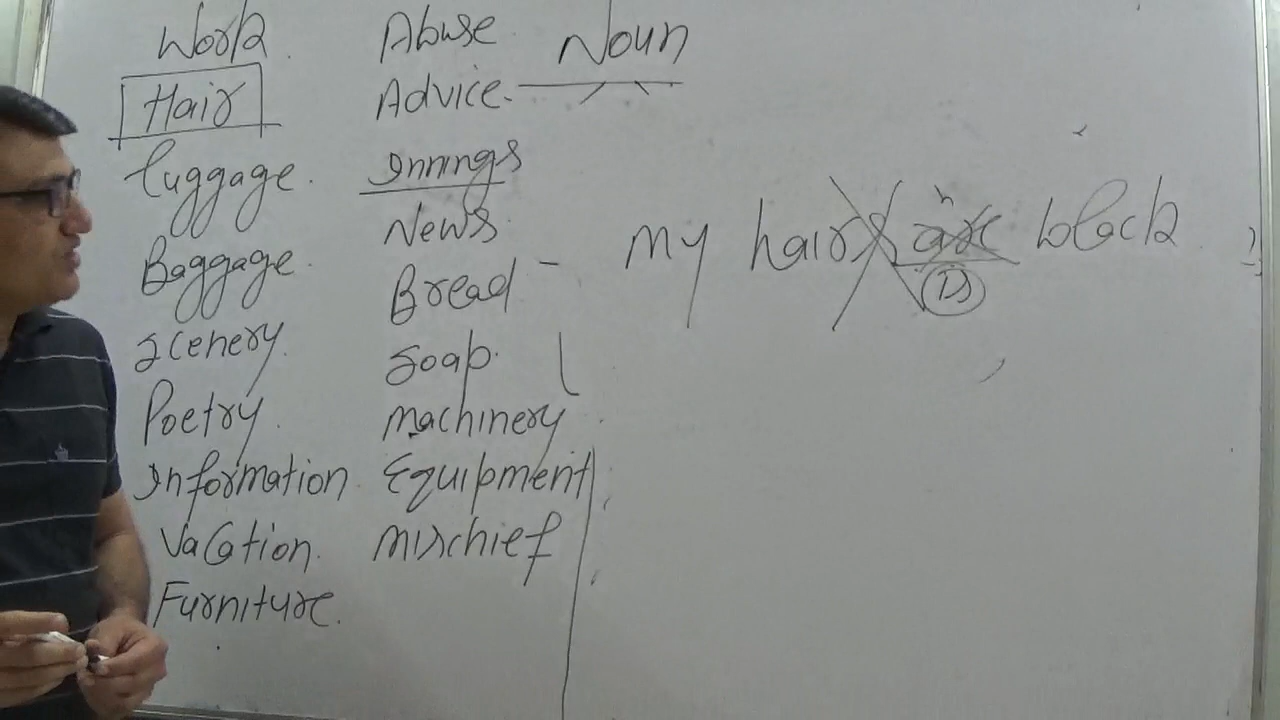 Noun
Work.
Hair
Luggage.
Baggage.
Scenery.
Poetry.
Information.
Vacation.
Furniture.
Abuse.
Advice.
Innings
News.
Bread -
Soap.
Machinery
Equipment
Mischief
My hairs are black
is